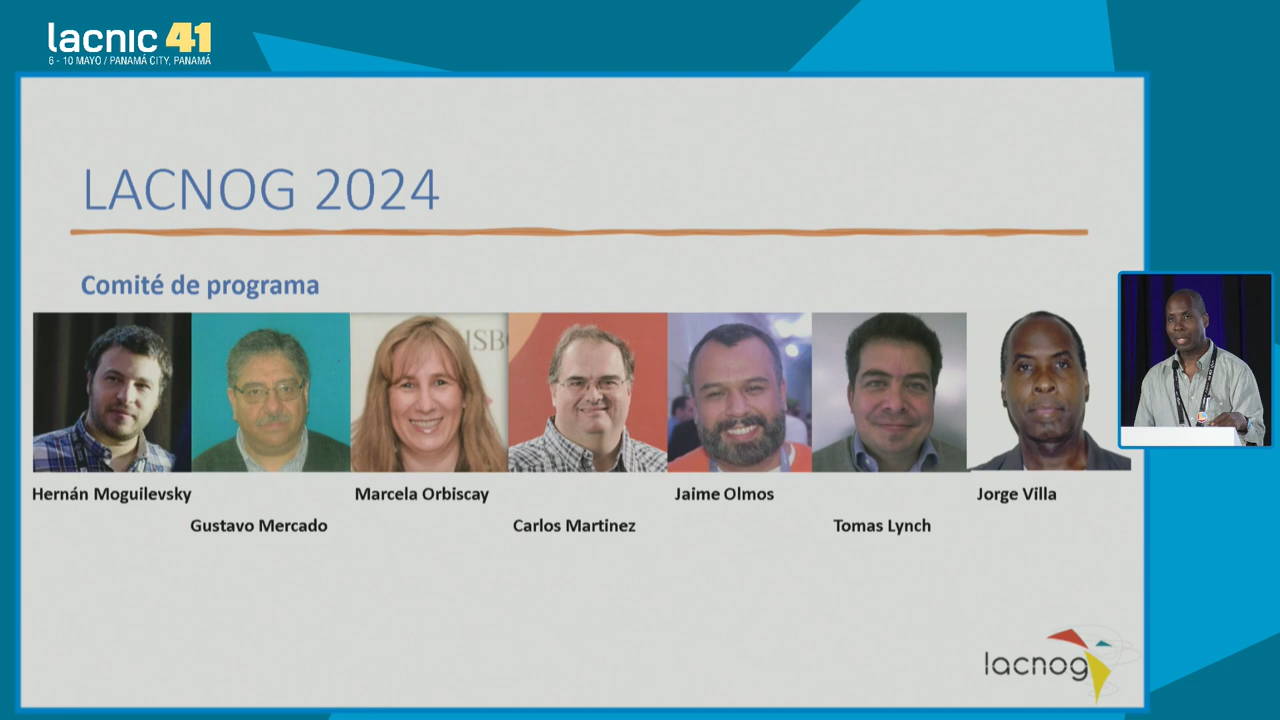 lacnic 41
6 - 10 MAYO / PANAMÁ CITY, PANAMÁ
LACNOG 2024
Comité de programa
ISB
Hernán Moguilevsky
Marcela Orbiscay
Jaime Olmos
Jorge Villa
Gustavo Mercado
Carlos Martinez
Tomas Lynch
lacnog